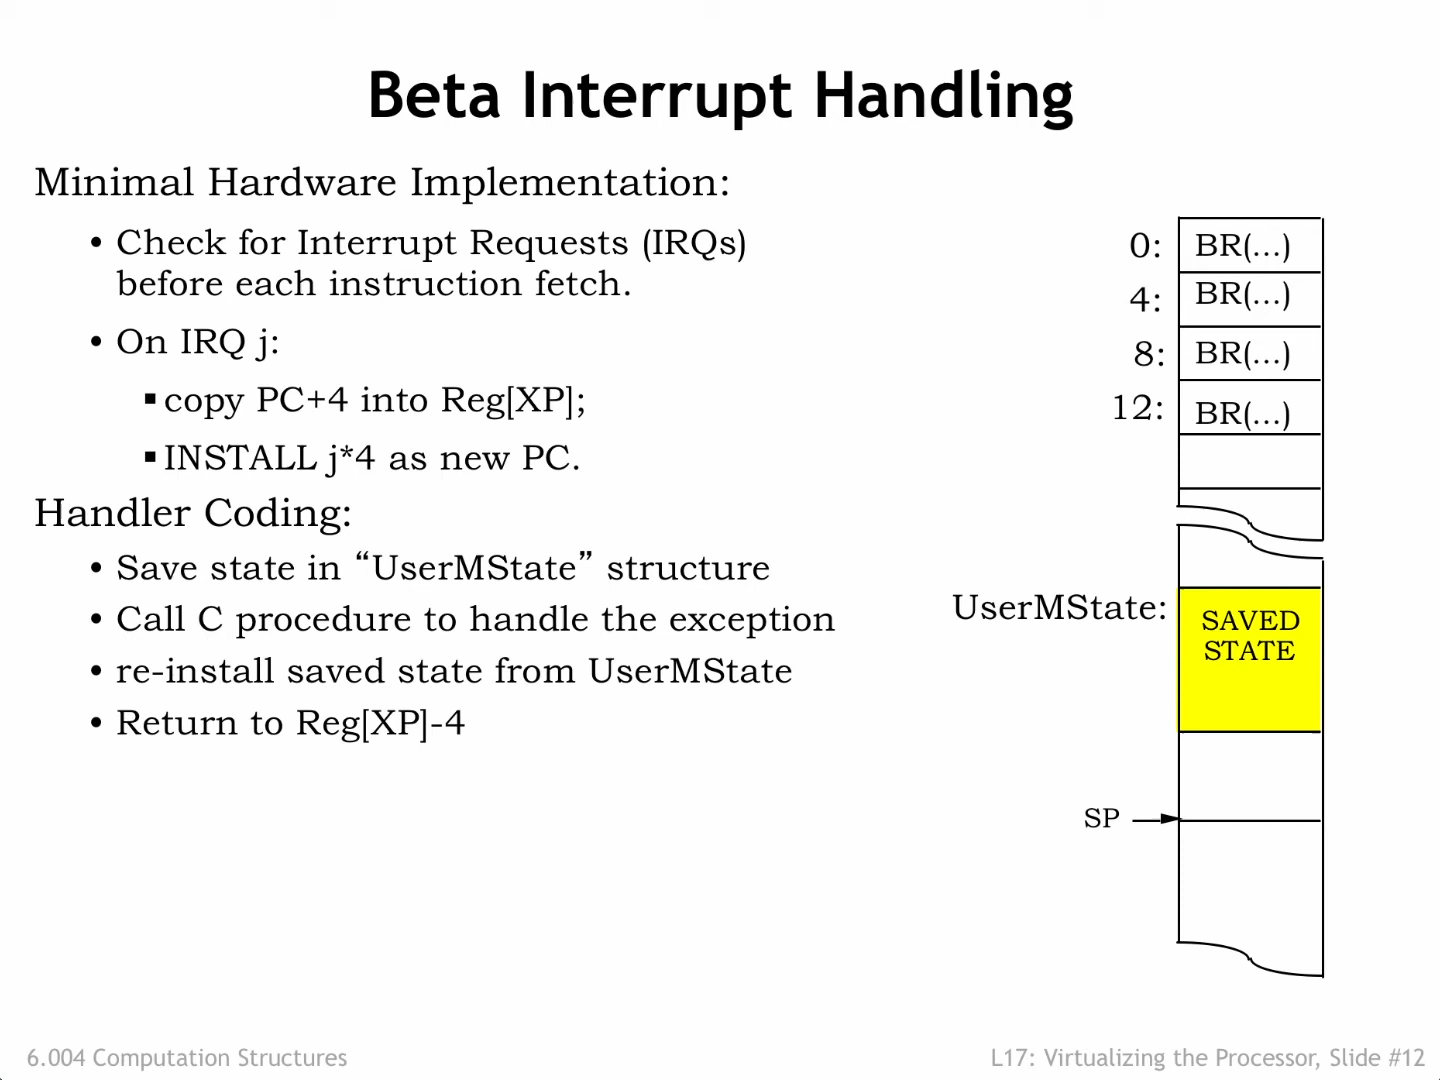 Beta Interrupt Handling
Minimal Hardware Implementation:
• Check for Interrupt Requests (IRQs)
before each instruction fetch.
• On IRQ j:
▪ copy PC+4 into Reg[XP];
▪ INSTALL j*4 as new PC.
Handler Coding:
• Save state in “UserMState” structure
• Call C procedure to handle the exception
• re-install saved state from UserMState
• Return to Reg[XP]-4
0: BR(...)
4: BR(...)
8: BR(...)
12: BR(...)
UserMState:
SAVED
STATE
SP
6.004 Computation Structures
L17: Virtualizing the Processor, Slide #12